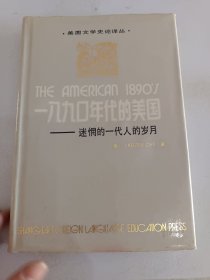 ·美国文学史论译丛·
THE AMERICAN 1890'S
一八九〇年代的美国
——迷惘的一代人的岁月
SHANGHAI FOREIGN LANGUAGE EDUCATION PRESS